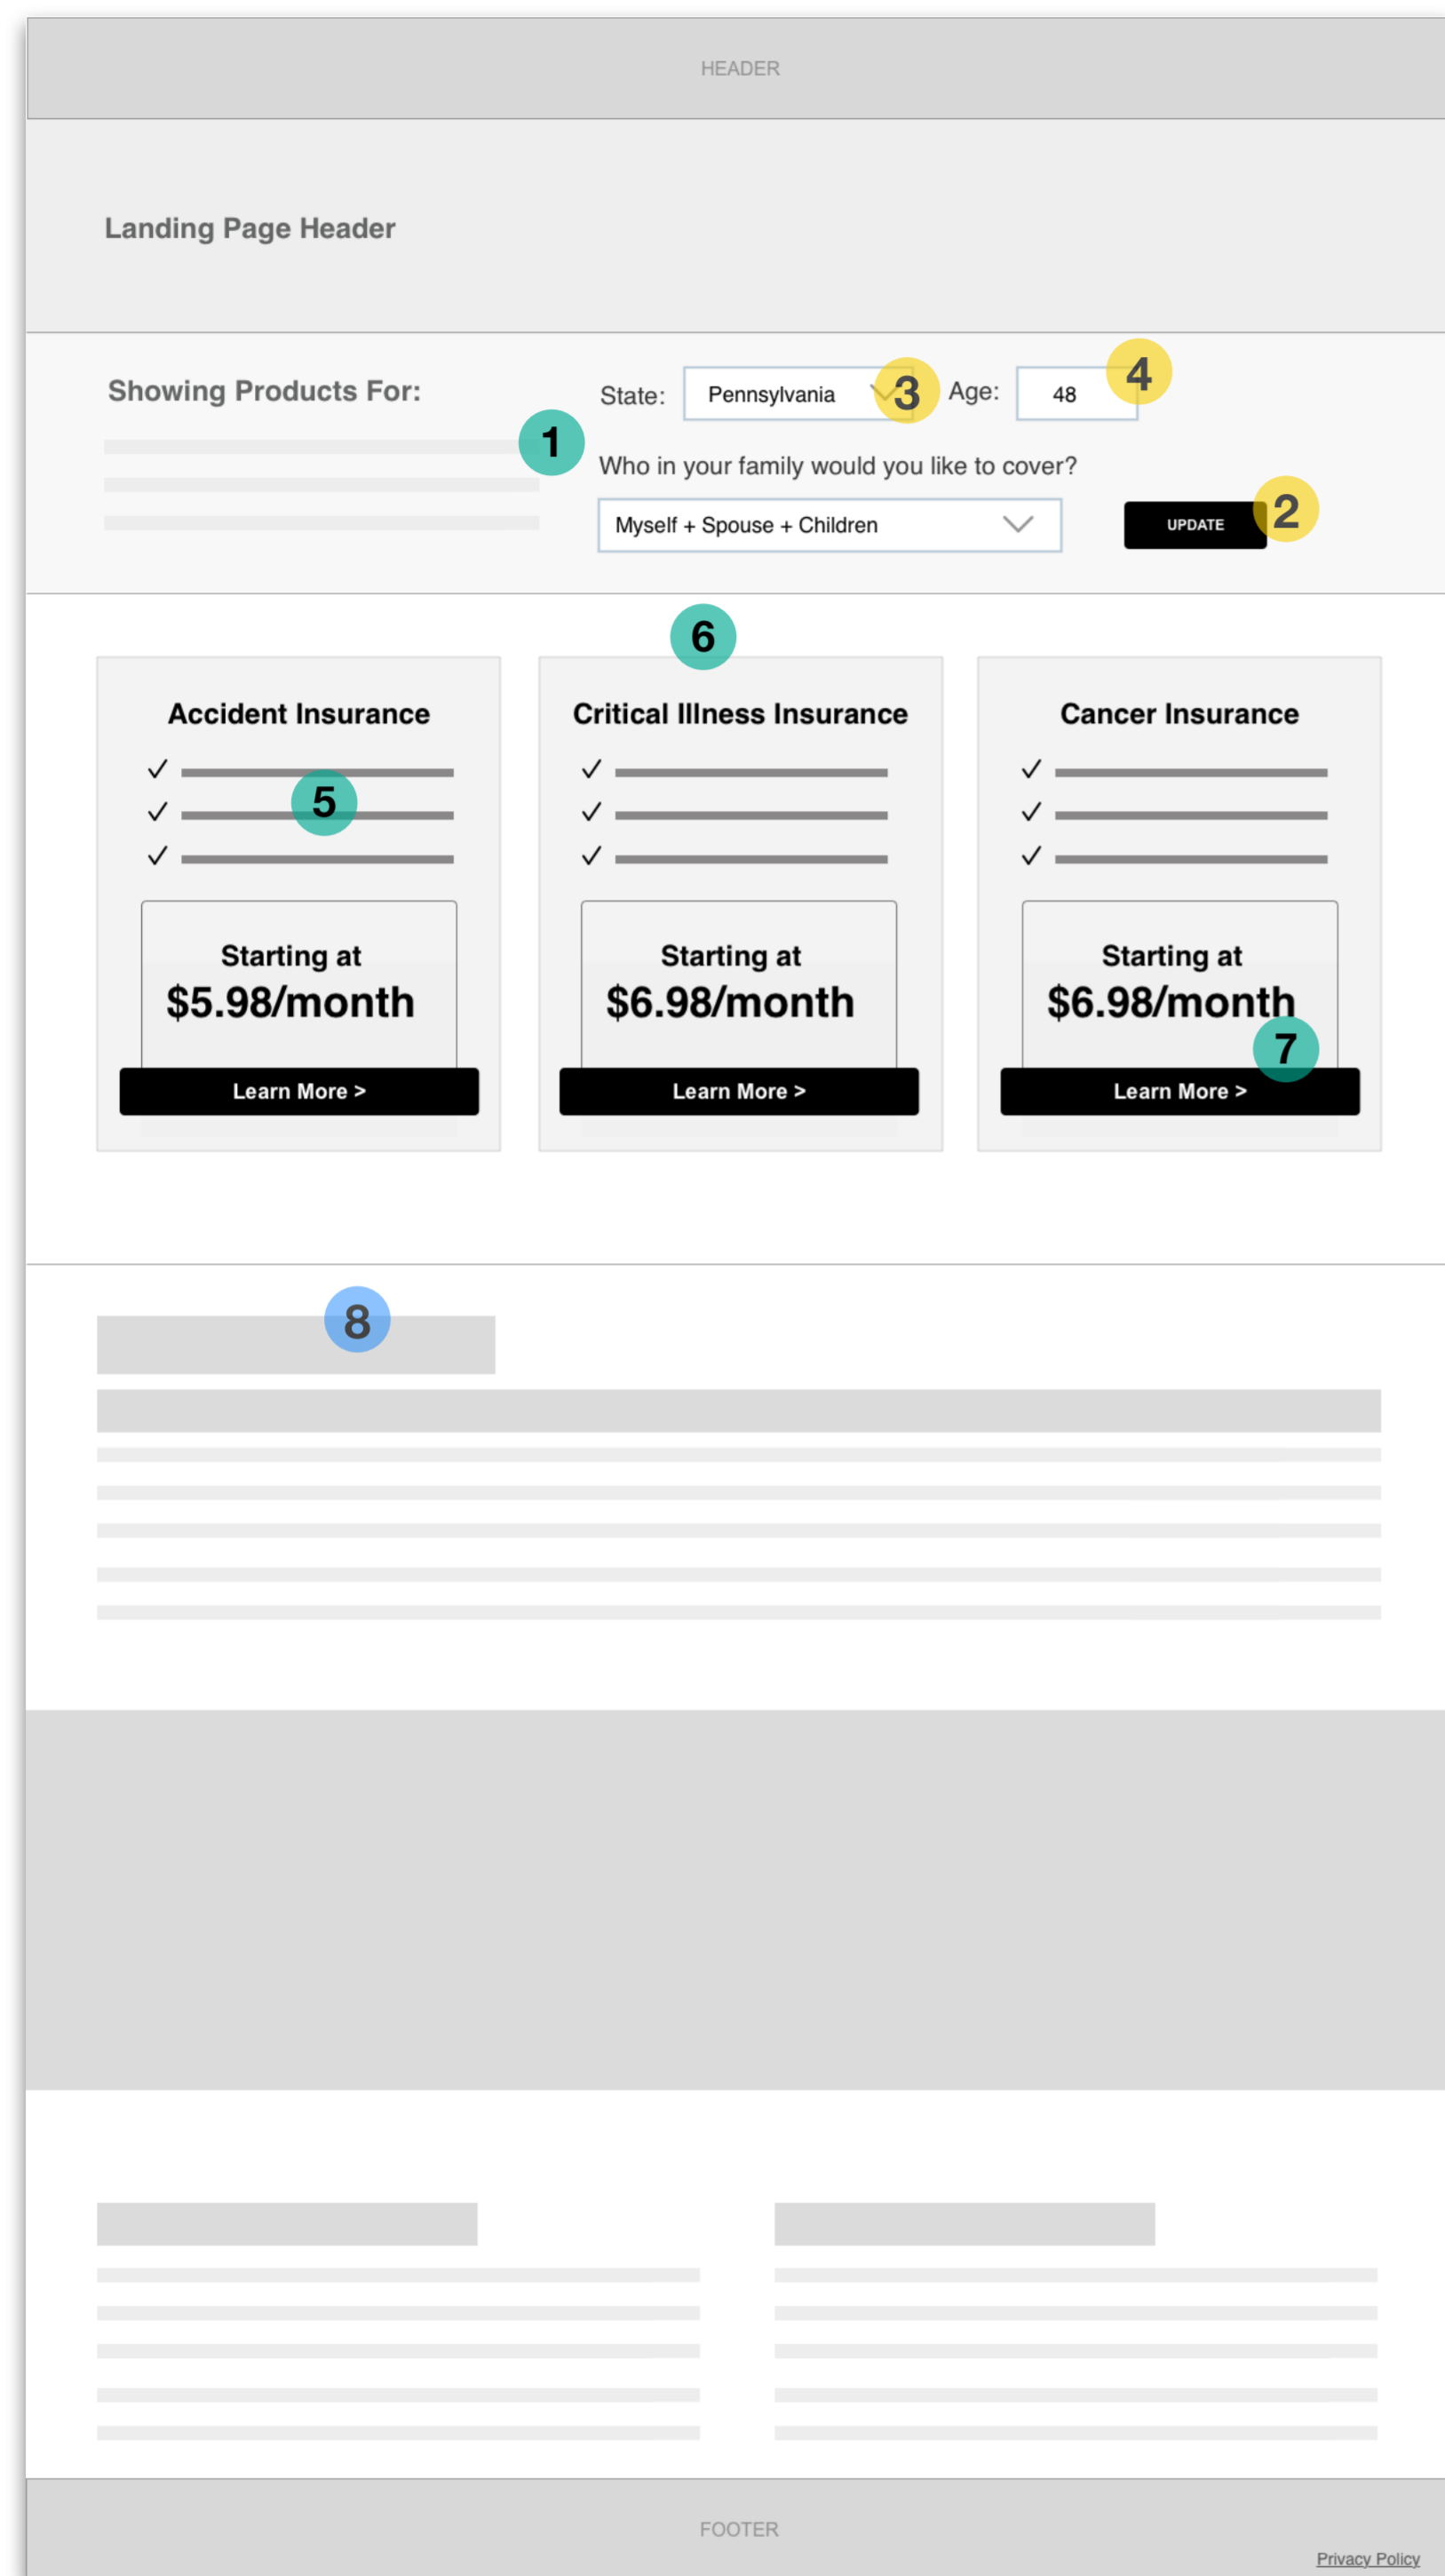 HEADER
Landing Page Header
Showing Products For:
State: Pennsylvania 3 Age: 48 4
1
Who in your family would you like to cover?
Myself + Spouse + Children UPDATE 2
6
Accident Insurance
5
Starting at
$5.98/month
Learn More >
Critical Illness Insurance
Starting at
$6.98/month
Learn More >
Cancer Insurance
Starting at
$6.98/month
7
Learn More >
8
FOOTER
Privacy Policy